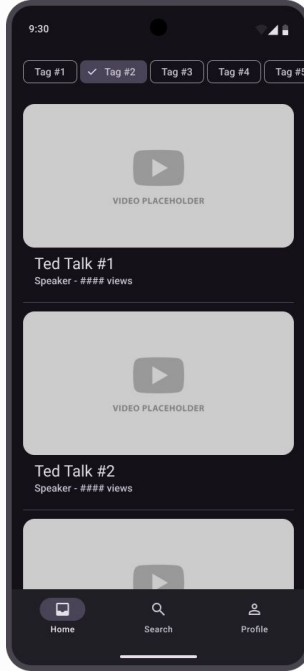 9:30
Tag #1 Tag #2 Tag #3 Tag #4 Tag #5
VIDEO PLACEHOLDER
Ted Talk #1
Speaker - #### views
VIDEO PLACEHOLDER
Ted Talk #2
Speaker - #### views
Home Search Profile